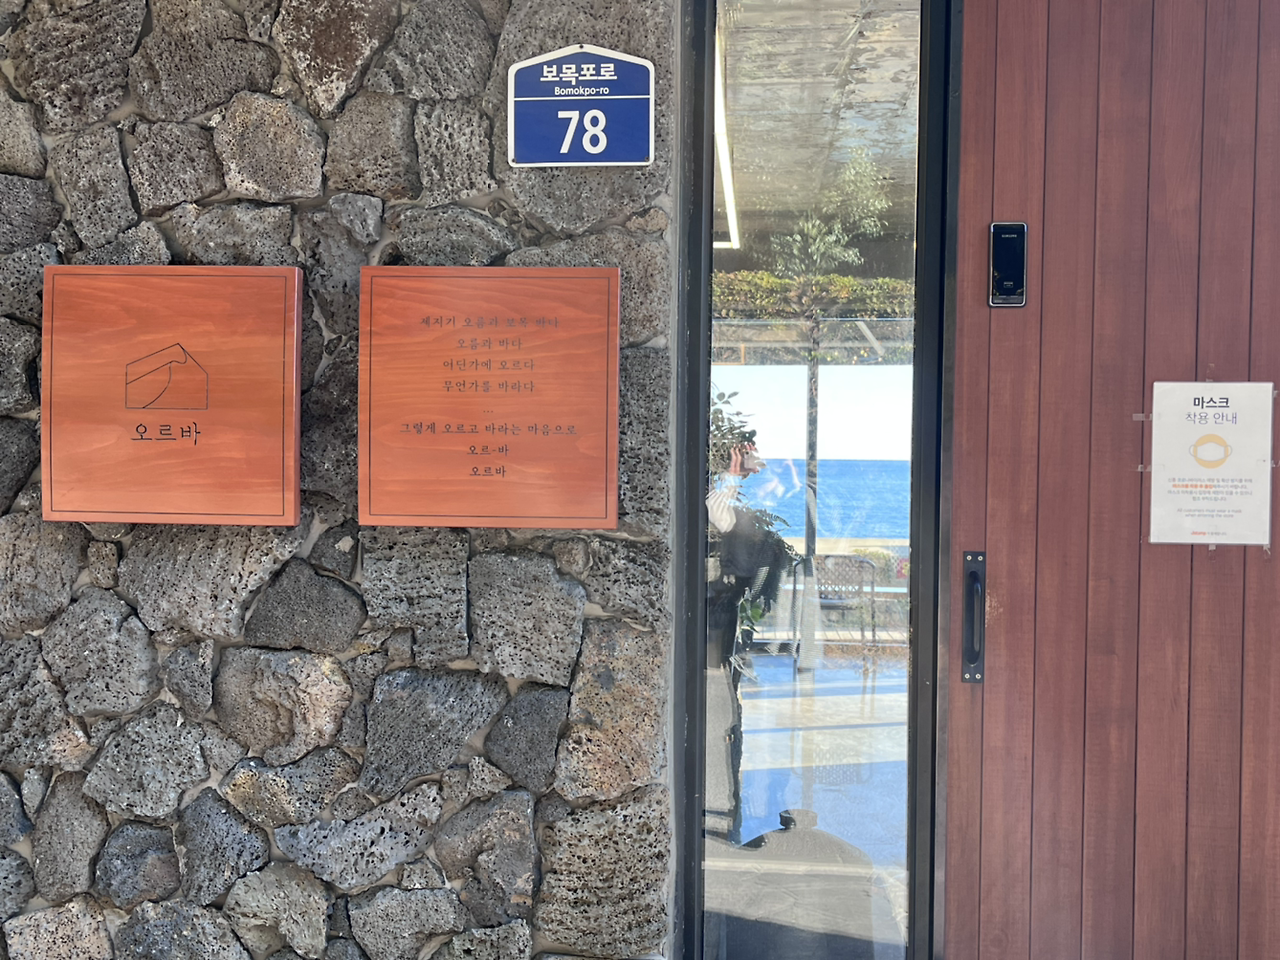 보목포로
Bomokpo-ro
78
오르바
제지기 오름과 보목 바다
오름과 바다
어딘가에 오르다
무언가를 바라다
...
그렇게 오르고 바라는 마음으로
오르-바
오르바
SAMSUNG
마스크
착용 안내